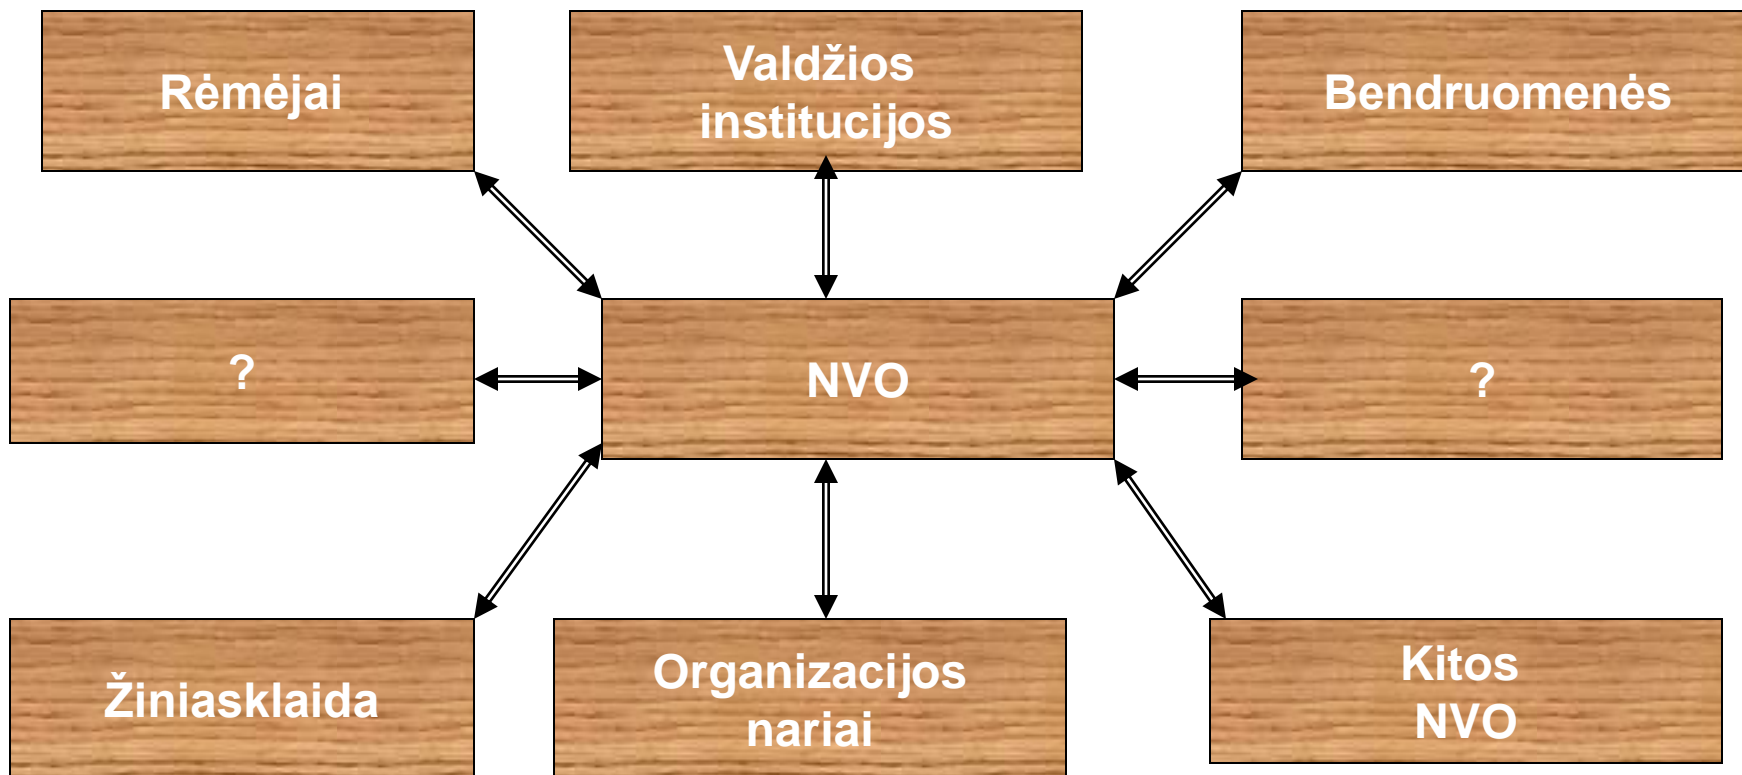 Rėmėjai
Valdžios
institucijos
Bendruomenės
?
NVO
?
Žiniasklaida
Organizacijos
nariai
Kitos
NVO